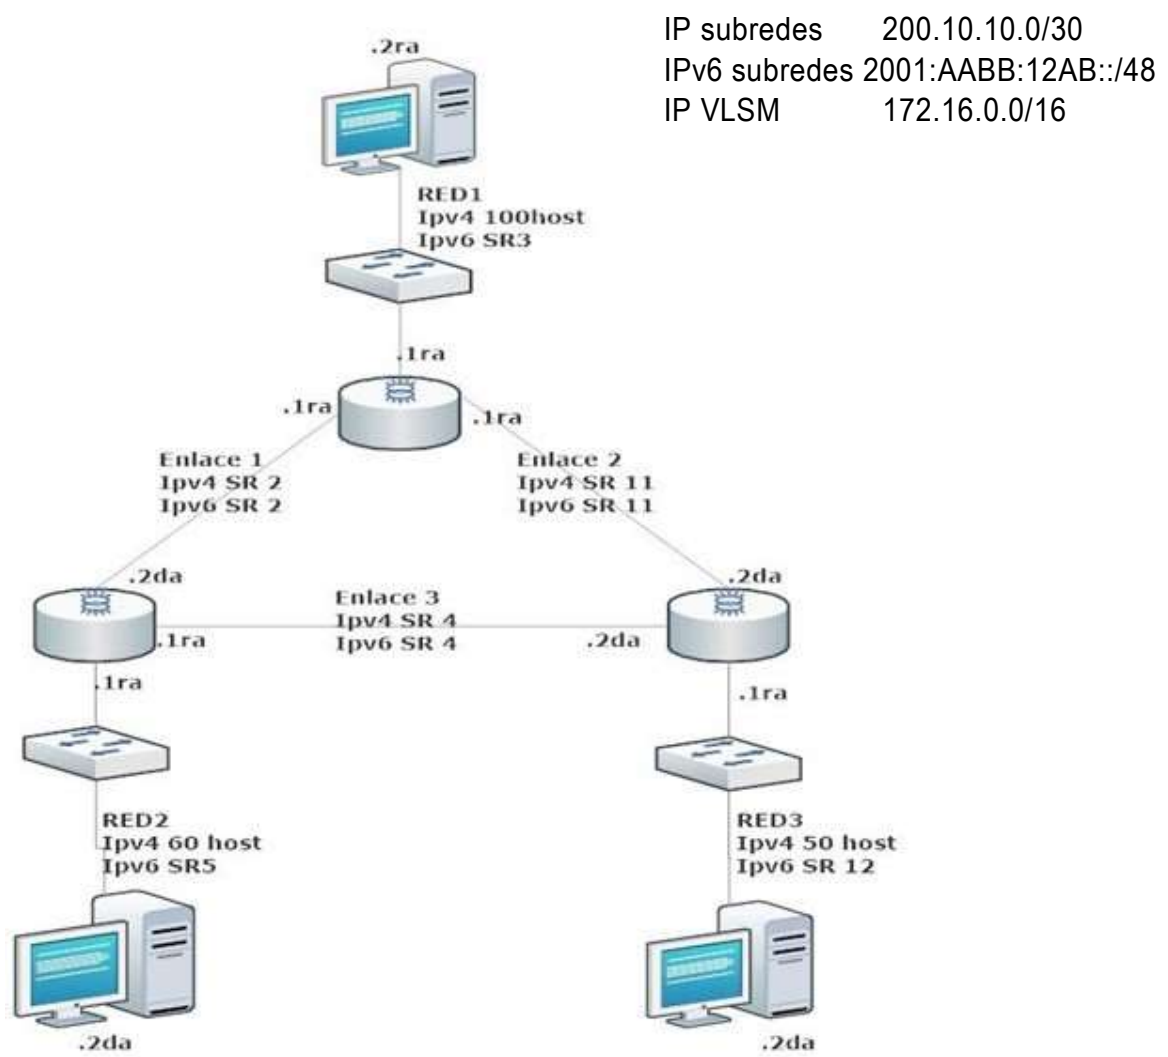 IP subredes 200.10.10.0/30
IPv6 subredes 2001:AABB:12AB::/48
IP VLSM 172.16.0.0/16
.2ra
RED1
Ipv4 100host
Ipv6 SR3
.1ra
.1ra
.1ra
Enlace 1
Ipv4 SR 2
Ipv6 SR 2
Enlace 2
Ipv4 SR 11
Ipv6 SR 11
.2da
.2da
Enlace 3
Ipv4 SR 4
Ipv6 SR 4
.1ra
.2da
.1ra
.1ra
RED2
Ipv4 60 host
Ipv6 SR5
RED3
Ipv4 50 host
Ipv6 SR 12
.2da
.2da